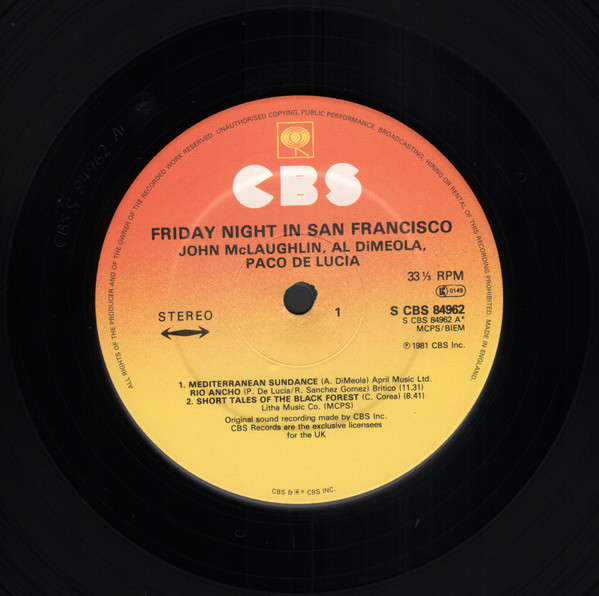 ALL RIGHTS OF THE PRODUCER AND OF THE OWNER OF THE RECORDED WORK RESERVED. UNAUTHORISED COPYING, PUBLIC PERFORMANCE, BROADCASTING, HIRING OR RENTAL OF THIS RECORDING PROHIBITED. MADE IN ENGLAND.
CBS
FRIDAY NIGHT IN SAN FRANCISCO
JOHN McLAUGHLIN, AL DiMEOLA,
PACO DE LUCIA
33⅓ RPM
LC 0149
STEREO
1
S CBS 84962
S CBS 84962 A*
MCPS/BIEM
℗ 1981 CBS Inc.
1. MEDITERRANEAN SUNDANCE (A. DiMeola) April Music Ltd.
RIO ANCHO (P. De Lucia/R. Sanchez Gomez) Britico (11.31)
2. SHORT TALES OF THE BLACK FOREST (C. Corea) (8.41)
Litha Music Co. (MCPS)
Original sound recording made by CBS Inc.
CBS Records are the exclusive licensees
for the UK
CBS & ® CBS INC.